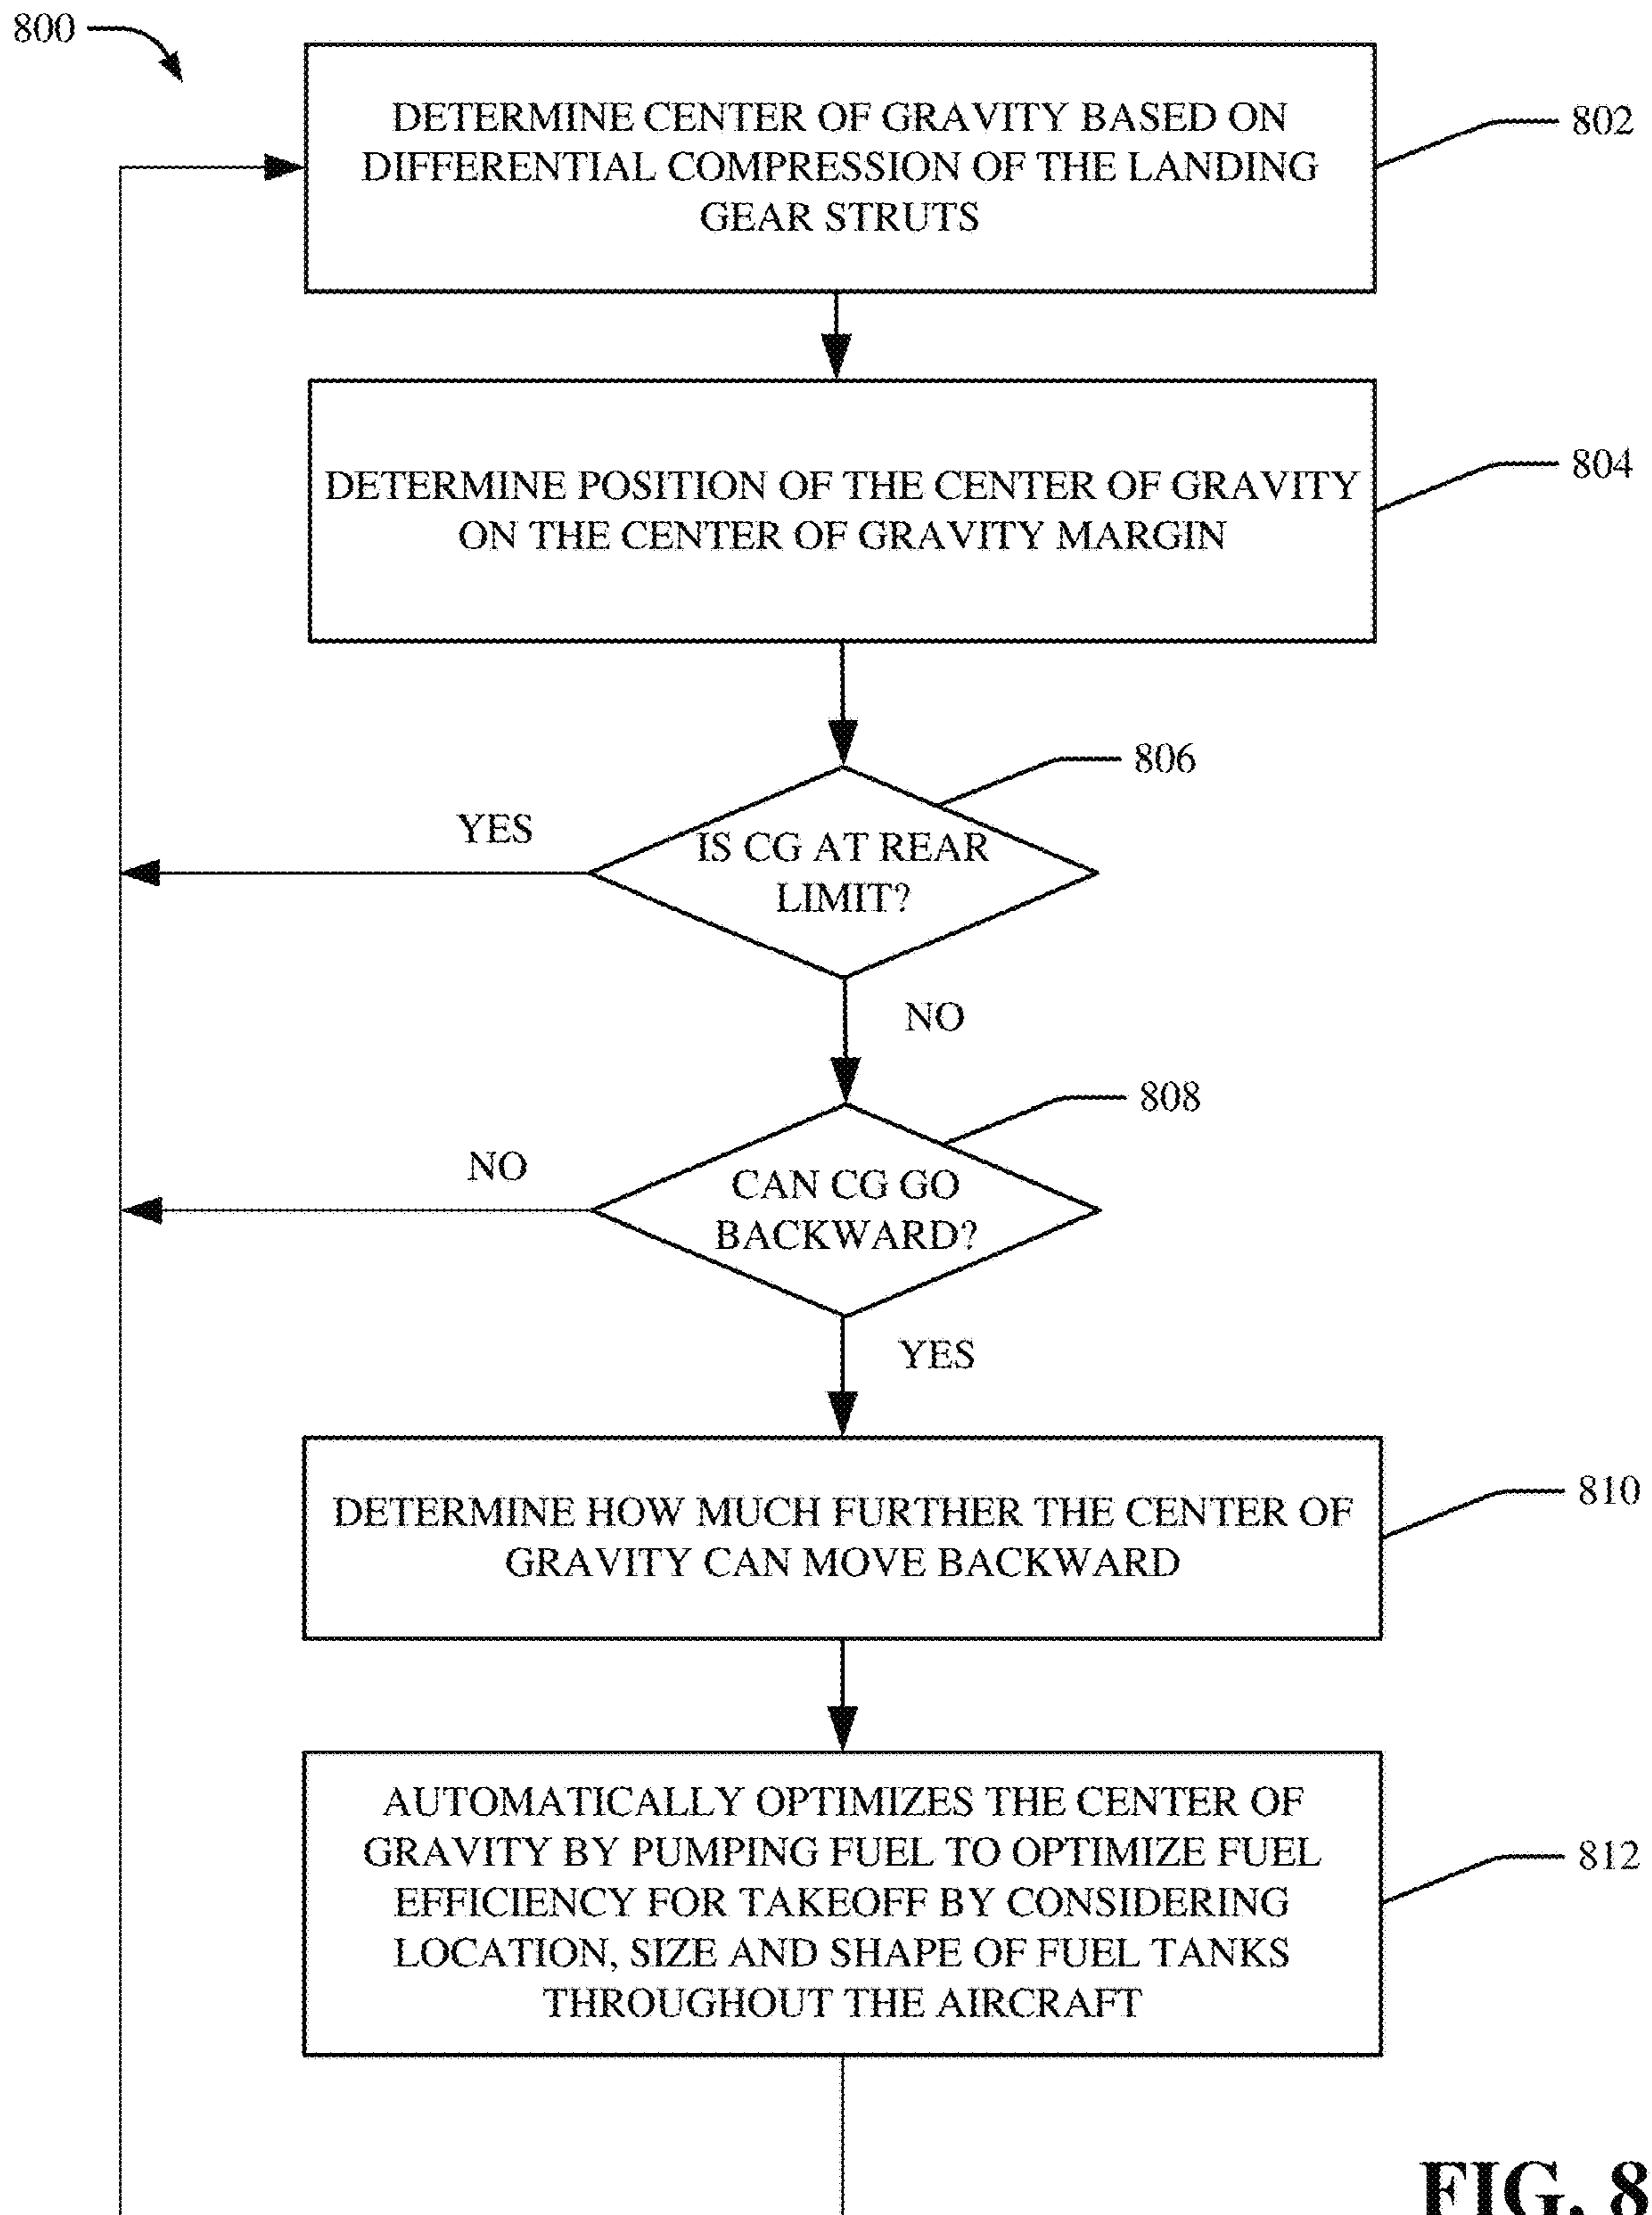 800
DETERMINE CENTER OF GRAVITY BASED ON
DIFFERENTIAL COMPRESSION OF THE LANDING
GEAR STRUTS
802
DETERMINE POSITION OF THE CENTER OF GRAVITY
ON THE CENTER OF GRAVITY MARGIN
804
806
YES
IS CG AT REAR
LIMIT?
NO
808
NO
CAN CG GO
BACKWARD?
YES
DETERMINE HOW MUCH FURTHER THE CENTER OF
GRAVITY CAN MOVE BACKWARD
810
AUTOMATICALLY OPTIMIZES THE CENTER OF
GRAVITY BY PUMPING FUEL TO OPTIMIZE FUEL
EFFICIENCY FOR TAKEOFF BY CONSIDERING
LOCATION, SIZE AND SHAPE OF FUEL TANKS
THROUGHOUT THE AIRCRAFT
812
FIG. 8